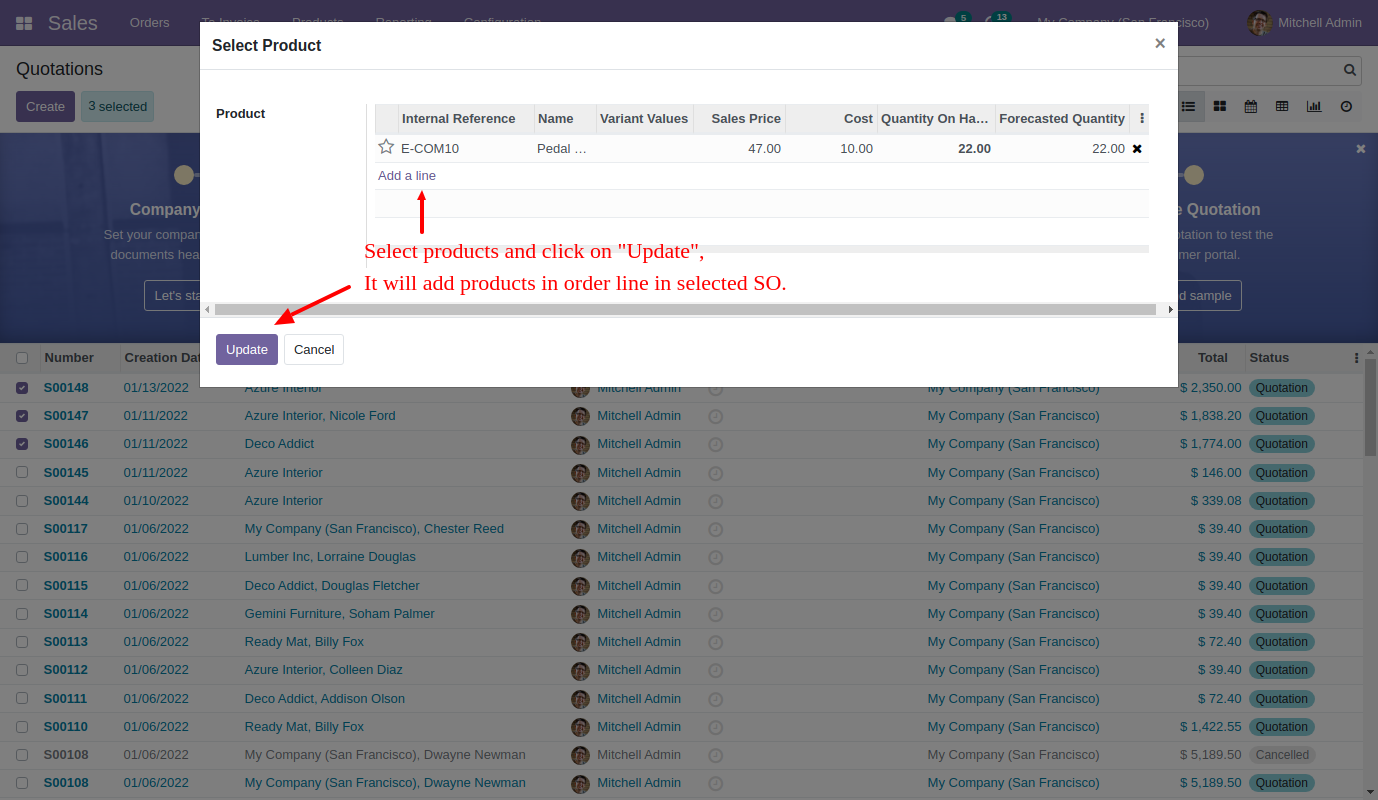 Sales Orders To Invoice Products Reporting Configuration 5 13 My Company (San Francisco) Mitchell Admin
Select Product ×
Quotations
Create 3 selected
Product
Internal Reference Name Variant Values Sales Price Cost Quantity On Ha… Forecasted Quantity
E-COM10 Pedal … 47.00 10.00 22.00 22.00
Add a line
Company
Quotation
Set your
to test the
documents
portal.
Select products and click on "Update",
It will add products in order line in selected SO.
Let's
sample
Update Cancel
Number Creation Total Status
S00148 01/13/2022 Azure Interior Mitchell Admin My Company (San Francisco) $ 2,350.00 Quotation
S00147 01/11/2022 Azure Interior, Nicole Ford Mitchell Admin My Company (San Francisco) $ 1,838.20 Quotation
S00146 01/11/2022 Deco Addict Mitchell Admin My Company (San Francisco) $ 1,774.00 Quotation
S00145 01/11/2022 Azure Interior Mitchell Admin My Company (San Francisco) $ 146.00 Quotation
S00144 01/10/2022 Azure Interior Mitchell Admin My Company (San Francisco) $ 339.08 Quotation
S00117 01/06/2022 My Company (San Francisco), Chester Reed Mitchell Admin My Company (San Francisco) $ 39.40 Quotation
S00116 01/06/2022 Lumber Inc, Lorraine Douglas Mitchell Admin My Company (San Francisco) $ 39.40 Quotation
S00115 01/06/2022 Deco Addict, Douglas Fletcher Mitchell Admin My Company (San Francisco) $ 39.40 Quotation
S00114 01/06/2022 Gemini Furniture, Soham Palmer Mitchell Admin My Company (San Francisco) $ 39.40 Quotation
S00113 01/06/2022 Ready Mat, Billy Fox Mitchell Admin My Company (San Francisco) $ 72.40 Quotation
S00112 01/06/2022 Azure Interior, Colleen Diaz Mitchell Admin My Company (San Francisco) $ 39.40 Quotation
S00111 01/06/2022 Deco Addict, Addison Olson Mitchell Admin My Company (San Francisco) $ 72.40 Quotation
S00110 01/06/2022 Ready Mat, Billy Fox Mitchell Admin My Company (San Francisco) $ 1,422.55 Quotation
S00108 01/06/2022 My Company (San Francisco), Dwayne Newman Mitchell Admin My Company (San Francisco) $ 5,189.50 Cancelled
S00108 01/06/2022 My Company (San Francisco), Dwayne Newman Mitchell Admin My Company (San Francisco) $ 5,189.50 Quotation